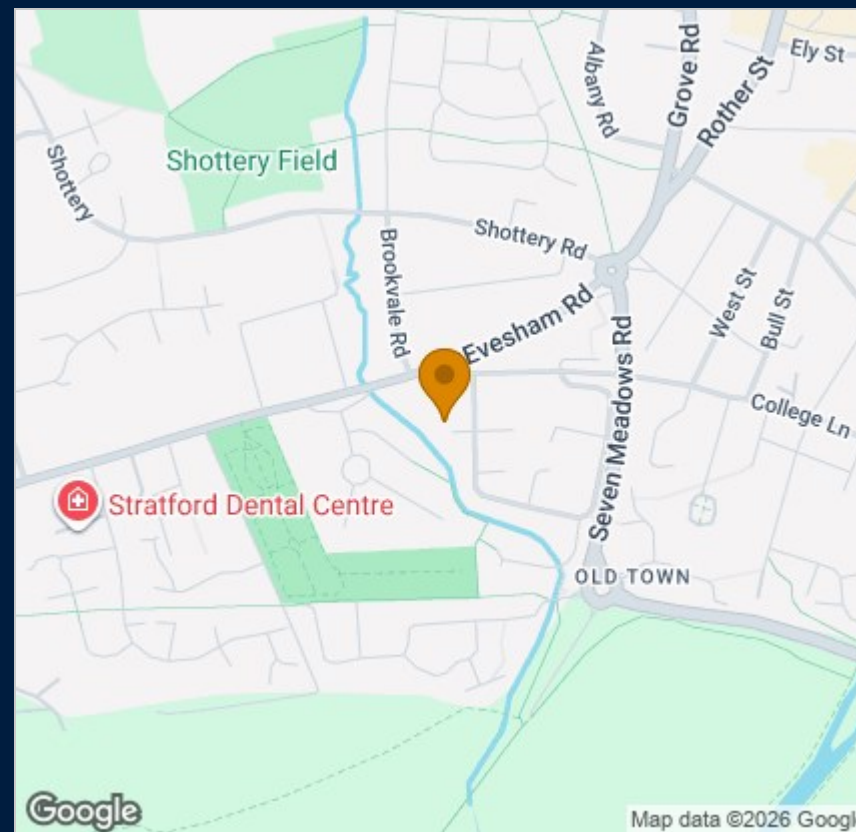 Ely St
Albany Rd
Grove Rd
Rother St
Shottery Field
Shottery
Shottery Rd
Brookvale Rd
Evesham Rd
West St
Bull St
College Ln
Seven Meadows Rd
Stratford Dental Centre
OLD TOWN
Google
Map data ©2026 Google